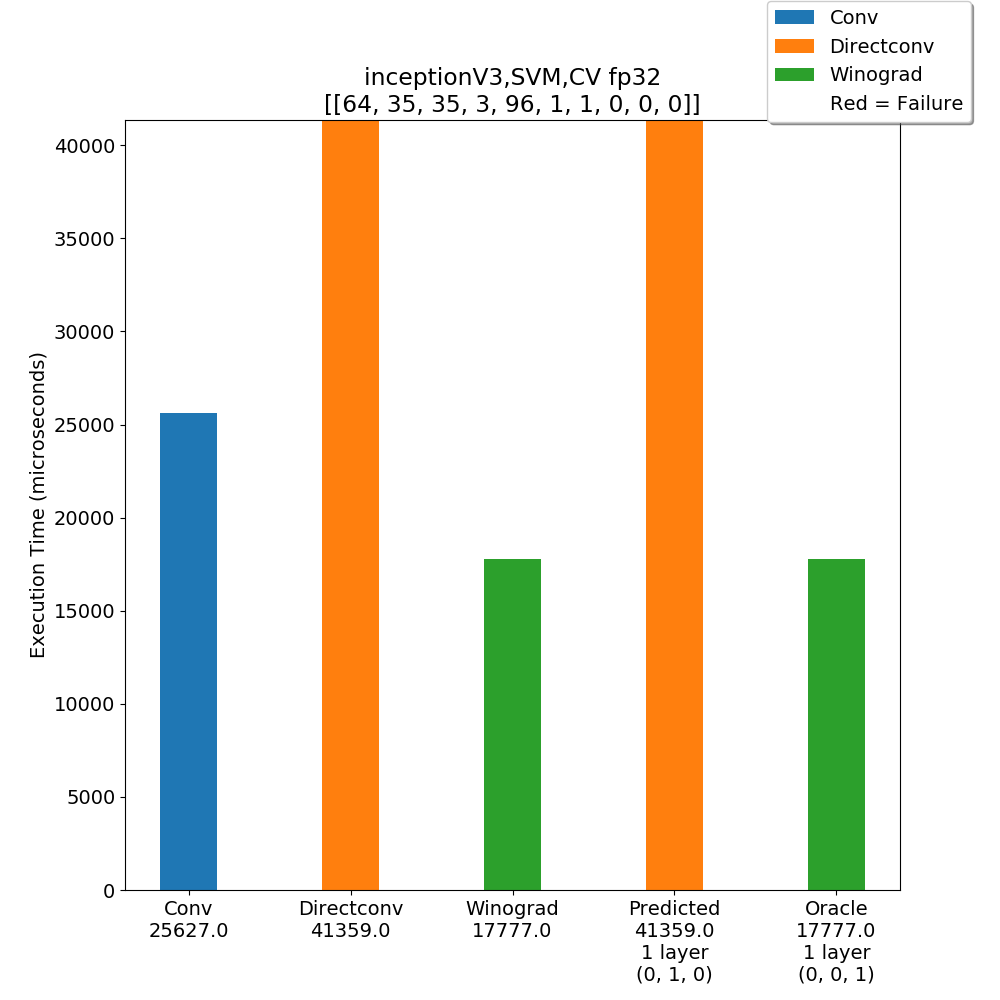 Conv
Directconv
Winograd
Red = Failure
inceptionV3,SVM,CV fp32
[[64, 35, 35, 3, 96, 1, 1, 0, 0, 0]]
Execution Time (microseconds)
40000
35000
30000
25000
20000
15000
10000
5000
0
Conv
25627.0
Directconv
41359.0
Winograd
17777.0
Predicted
41359.0
1 layer
(0, 1, 0)
Oracle
17777.0
1 layer
(0, 0, 1)